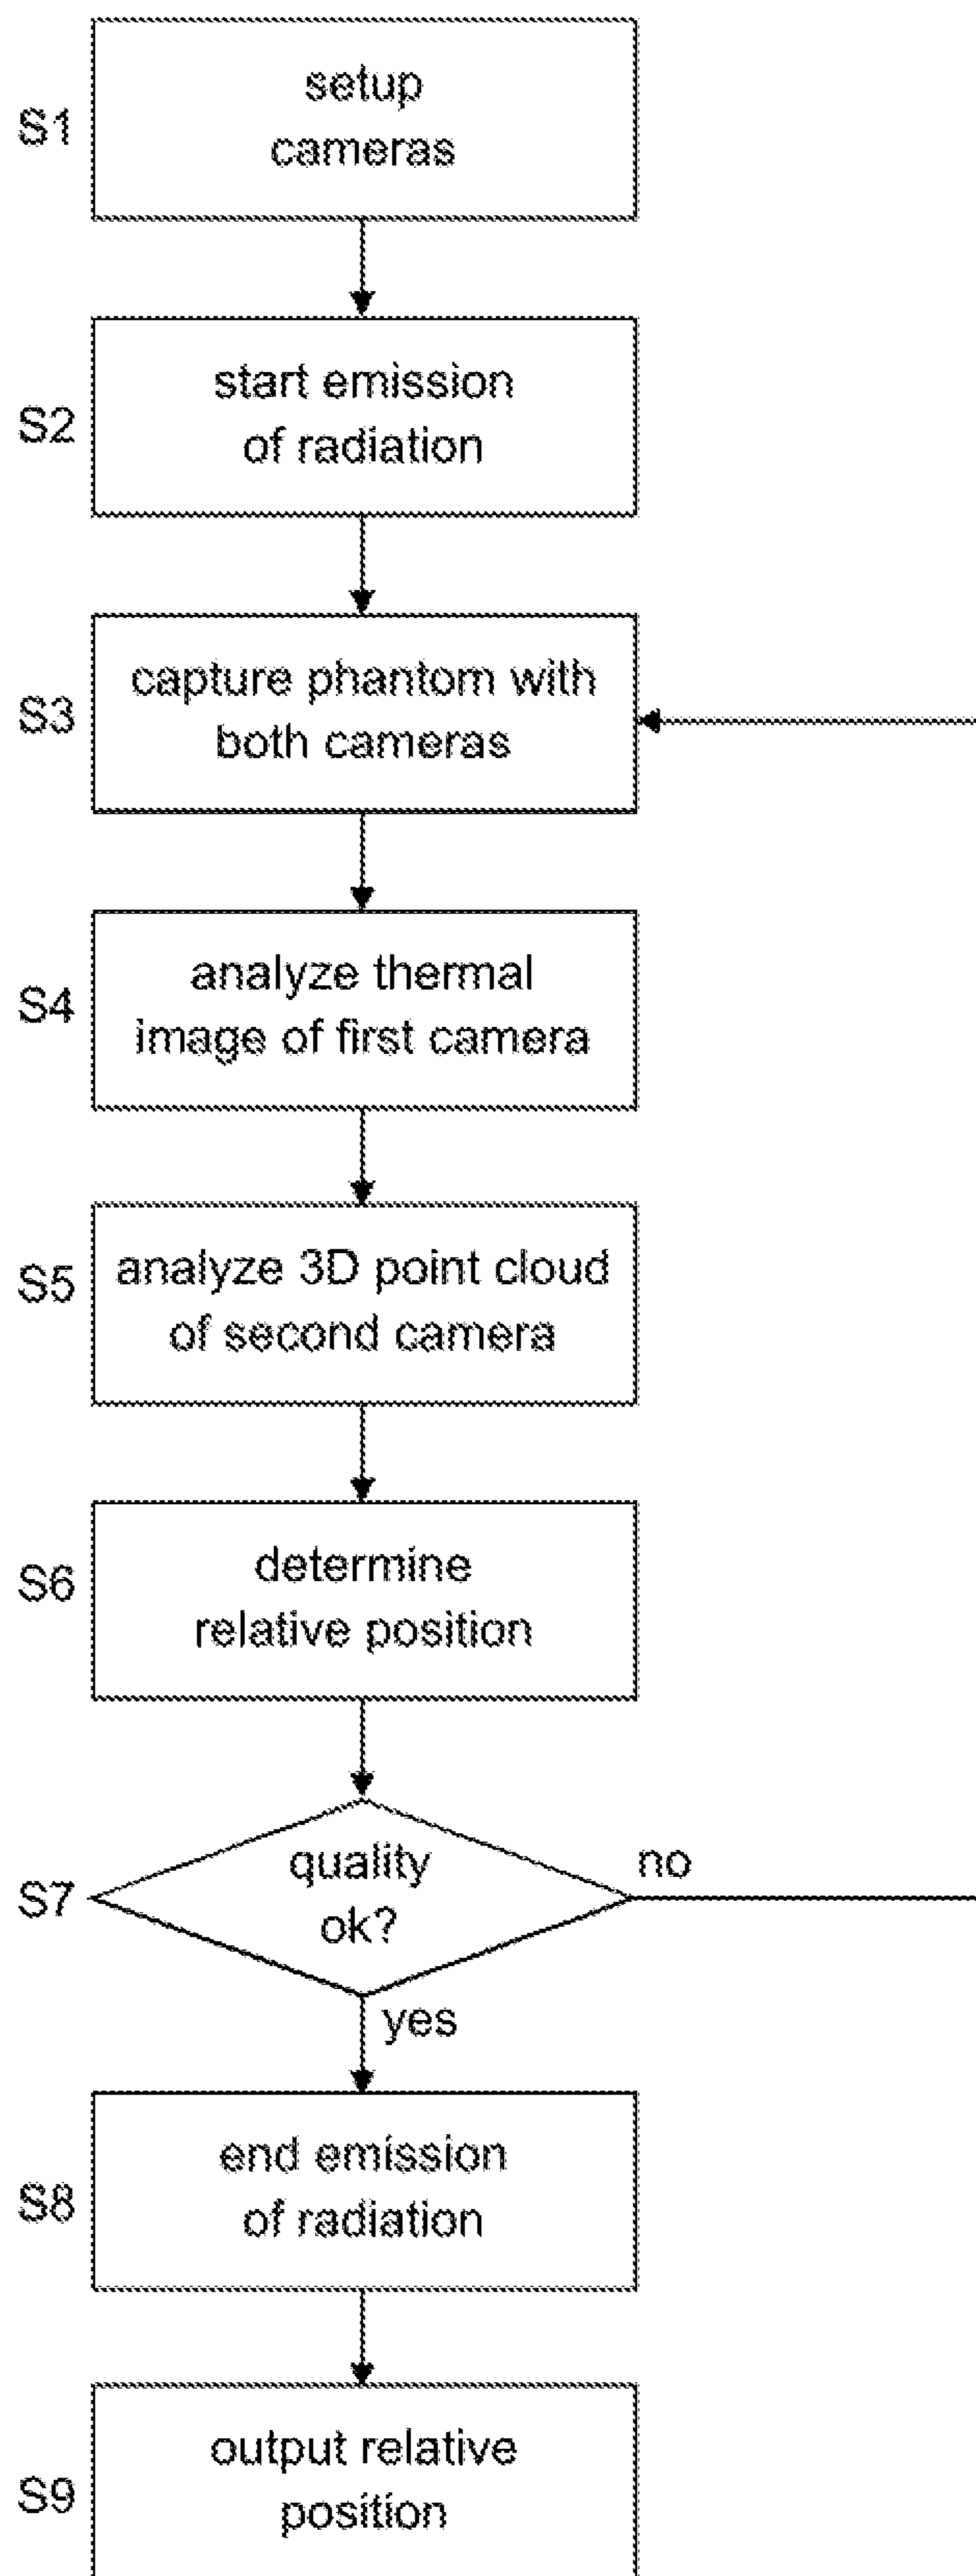 S1
setup
cameras
S2
start emission
of radiation
S3
capture phantom with
both cameras
S4
analyze thermal
image of first camera
S5
analyze 3D point cloud
of second camera
S6
determine
relative position
S7
quality
ok?
no
yes
S8
end emission
of radiation
S9
output relative
position